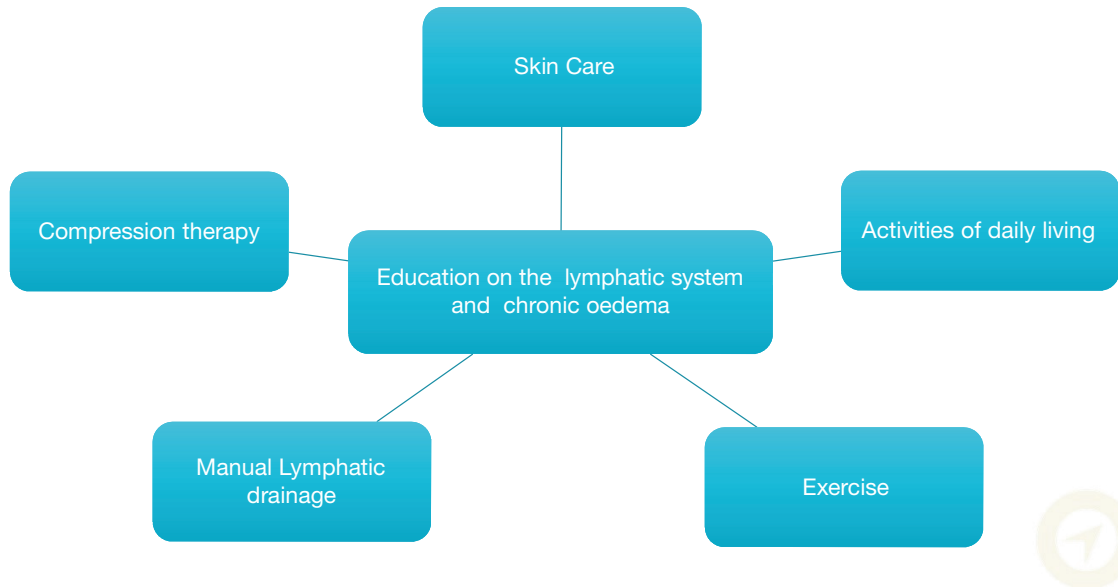 Skin Care
Compression therapy
Activities of daily living
Education on the lymphatic system
and chronic oedema
Manual Lymphatic
drainage
Exercise